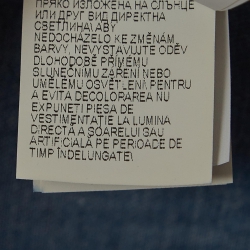 ПРЯКО ИЗЛОЖЕНА НА СЛЪНЦЕ
ИЛИ ДРУГ ВИД ДИРЕКТНА
СВЕТЛИНА\ABY
NEDOCHÁZELO KE ZMĚNÁM
BARVY, NEVYSTAVUJTE ODĚV
DLOHODOBĚ PŘÍMÉMU
SLUNEČNÍMU ZÁŘENÍ NEBO
UMĚLÉMU OSVĚTLENÍ\PENTRU
A EVITA DECOLORAREA NU
EXPUNEȚI PIESA DE
VESTIMENTAȚIE LA LUMINA
DIRECTĂ A SOARELUI SAU
ARTIFICIALĂ PE PERIOADE DE
TIMP ÎNDELUNGATE\